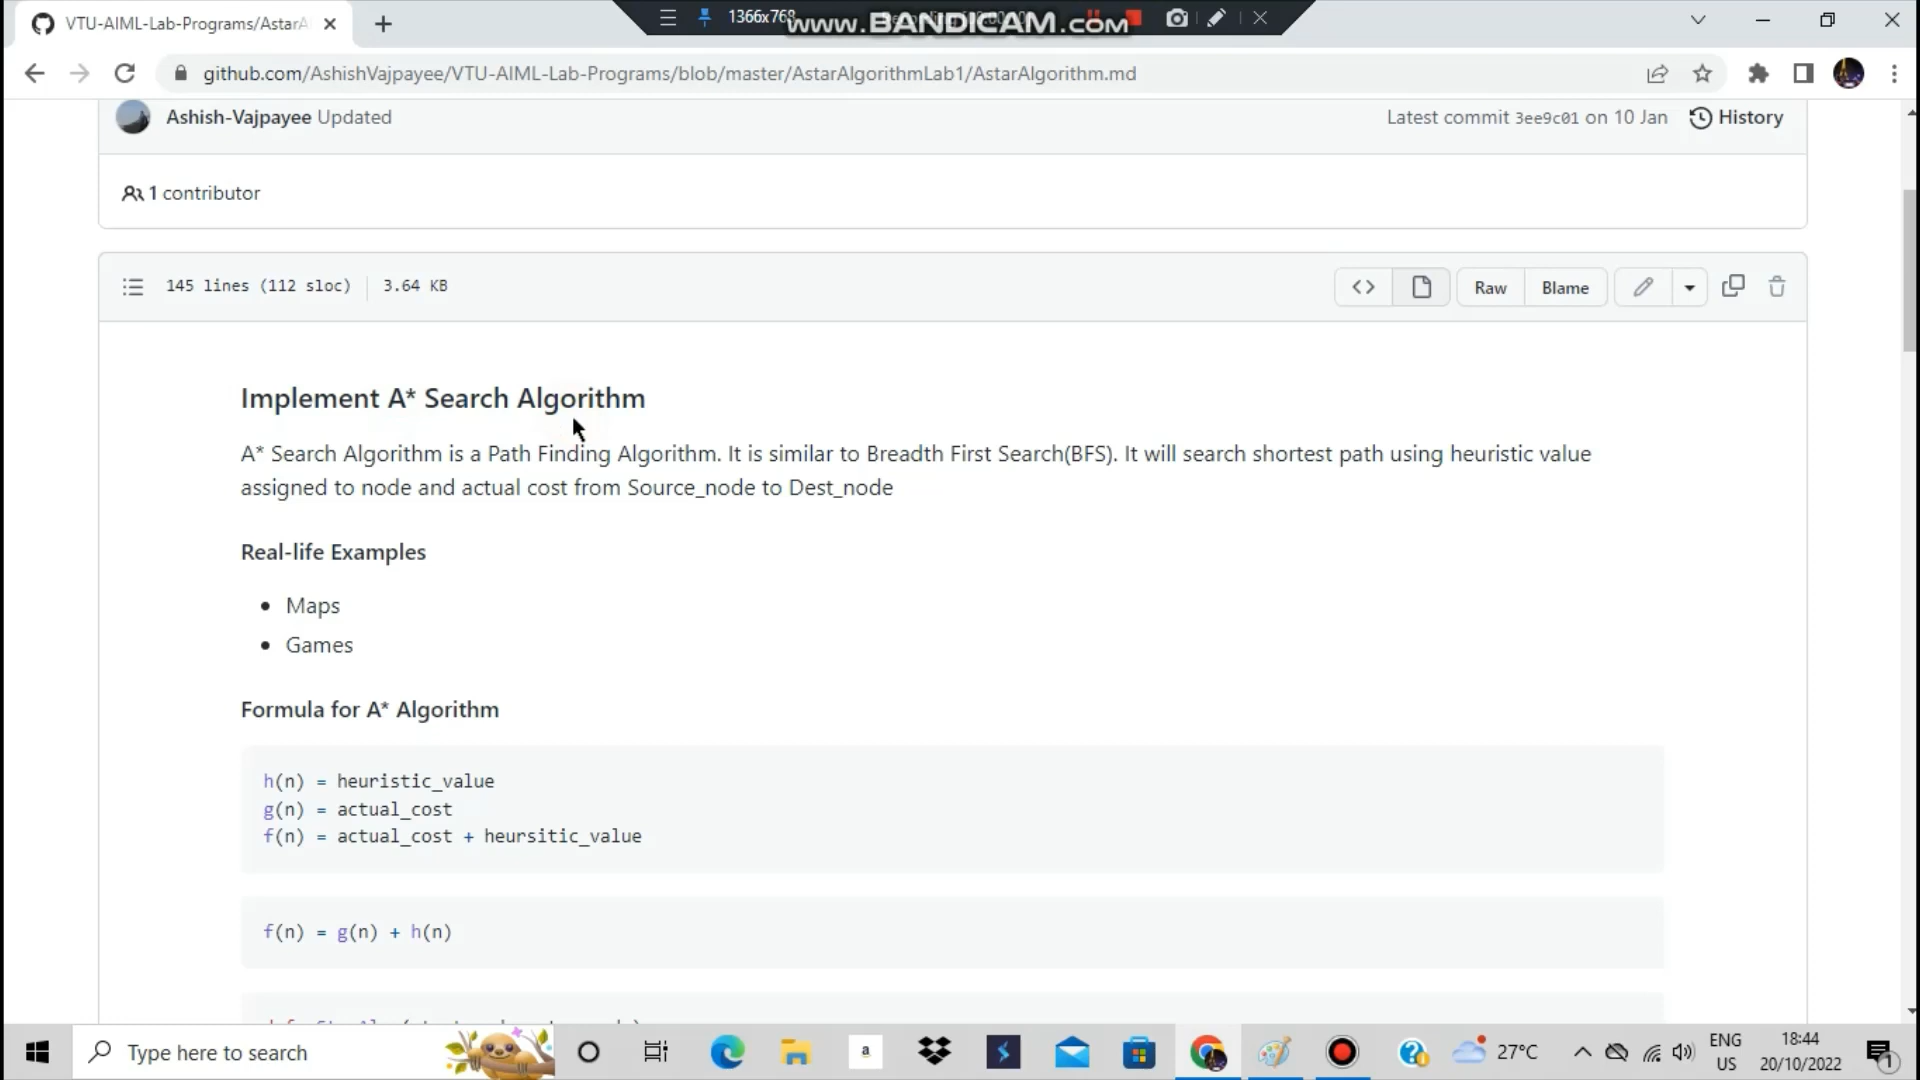 VTU-AIML-Lab-Programs/AstarA
1366x768
www.BANDICAM.com
github.com/AshishVajpayee/VTU-AIML-Lab-Programs/blob/master/AstarAlgorithmLab1/AstarAlgorithm.md
Ashish-Vajpayee Updated
Latest commit 3ee9c01 on 10 Jan
History
1 contributor
145 lines (112 sloc)
3.64 KB
Raw
Blame
Implement A* Search Algorithm
A* Search Algorithm is a Path Finding Algorithm. It is similar to Breadth First Search(BFS). It will search shortest path using heuristic value
assigned to node and actual cost from Source_node to Dest_node
Real-life Examples
• Maps
• Games
Formula for A* Algorithm
h(n) = heuristic_value
g(n) = actual_cost
f(n) = actual_cost + heursitic_value
f(n) = g(n) + h(n)
Type here to search
a
27°C
ENG
US
18:44
20/10/2022
1